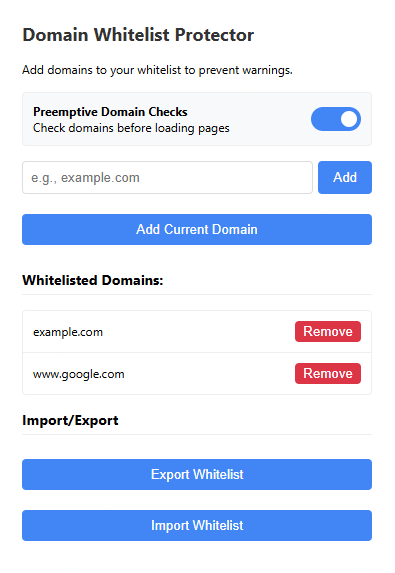 Domain Whitelist Protector
Add domains to your whitelist to prevent warnings.
Preemptive Domain Checks
Check domains before loading pages
e.g., example.com
Add
Add Current Domain
Whitelisted Domains:
example.com
Remove
www.google.com
Remove
Import/Export
Export Whitelist
Import Whitelist